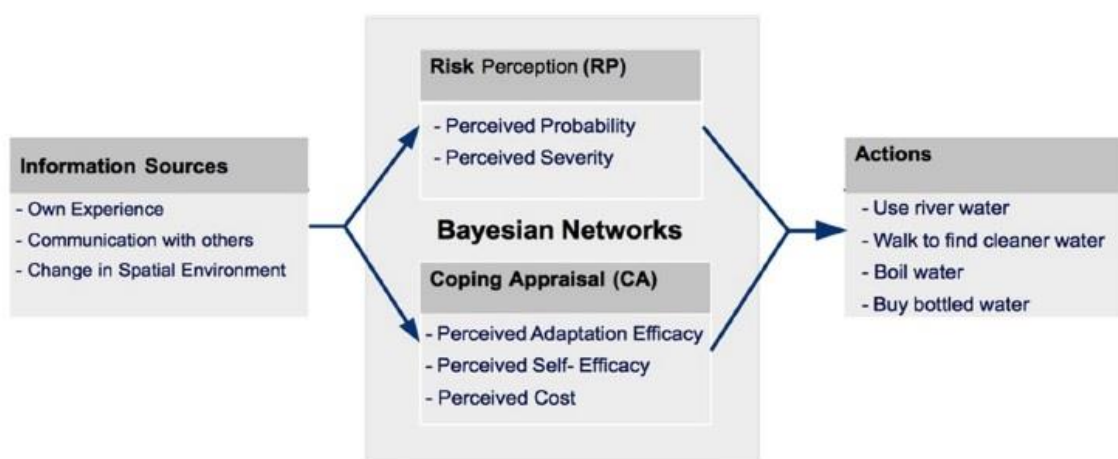 Information Sources
- Own Experience
- Communication with others
- Change in Spatial Environment
Risk Perception (RP)
- Perceived Probability
- Perceived Severity
Bayesian Networks
Coping Appraisal (CA)
- Perceived Adaptation Efficacy
- Perceived Self- Efficacy
- Perceived Cost
Actions
- Use river water
- Walk to find cleaner water
- Boil water
- Buy bottled water